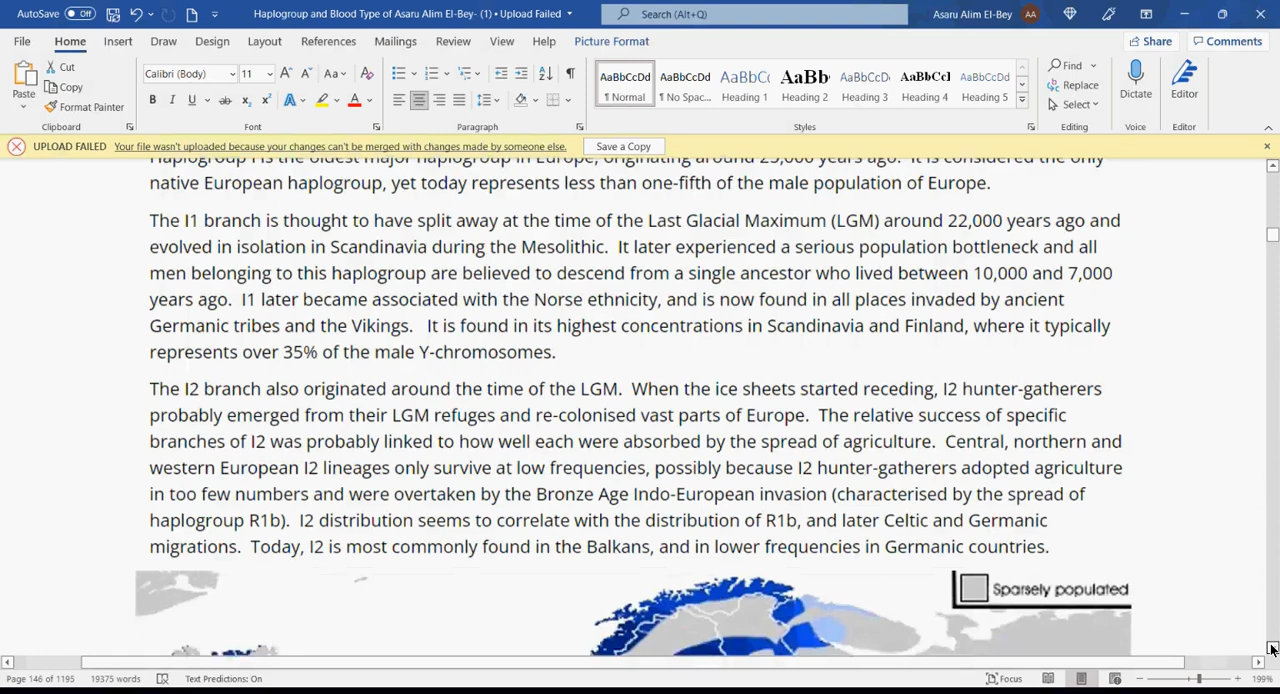 AutoSave Off Haplogroup and Blood Type of Asaru Alim El-Bey- (1) • Upload Failed Search (Alt+Q) Asaru Alim El-Bey AA
File Home Insert Draw Design Layout References Mailings Review View Help Picture Format Share Comments
Paste Cut Copy Format Painter
Calibri (Body) 11
B I U ab x₂ x²
AaBbCcDd AaBbCcDd AaBbCc AaBb AaBbCcD AaBbCcI AaBbCcDd
¶ Normal ¶ No Spac... Heading 1 Heading 2 Heading 3 Heading 4 Heading 5
Find Replace Select Dictate Editor
Clipboard Font Paragraph Styles Editing Voice Editor
UPLOAD FAILED Your file wasn't uploaded because your changes can't be merged with changes made by someone else. Save a Copy
Haplogroup I is the oldest major haplogroup in Europe, originating around 25,000 years ago. It is considered the only
native European haplogroup, yet today represents less than one-fifth of the male population of Europe.
The I1 branch is thought to have split away at the time of the Last Glacial Maximum (LGM) around 22,000 years ago and
evolved in isolation in Scandinavia during the Mesolithic. It later experienced a serious population bottleneck and all
men belonging to this haplogroup are believed to descend from a single ancestor who lived between 10,000 and 7,000
years ago. I1 later became associated with the Norse ethnicity, and is now found in all places invaded by ancient
Germanic tribes and the Vikings. It is found in its highest concentrations in Scandinavia and Finland, where it typically
represents over 35% of the male Y-chromosomes.
The I2 branch also originated around the time of the LGM. When the ice sheets started receding, I2 hunter-gatherers
probably emerged from their LGM refuges and re-colonised vast parts of Europe. The relative success of specific
branches of I2 was probably linked to how well each were absorbed by the spread of agriculture. Central, northern and
western European I2 lineages only survive at low frequencies, possibly because I2 hunter-gatherers adopted agriculture
in too few numbers and were overtaken by the Bronze Age Indo-European invasion (characterised by the spread of
haplogroup R1b). I2 distribution seems to correlate with the distribution of R1b, and later Celtic and Germanic
migrations. Today, I2 is most commonly found in the Balkans, and in lower frequencies in Germanic countries.
Sparsely populated
Page 146 of 1195 19375 words Text Predictions: On Focus 199%